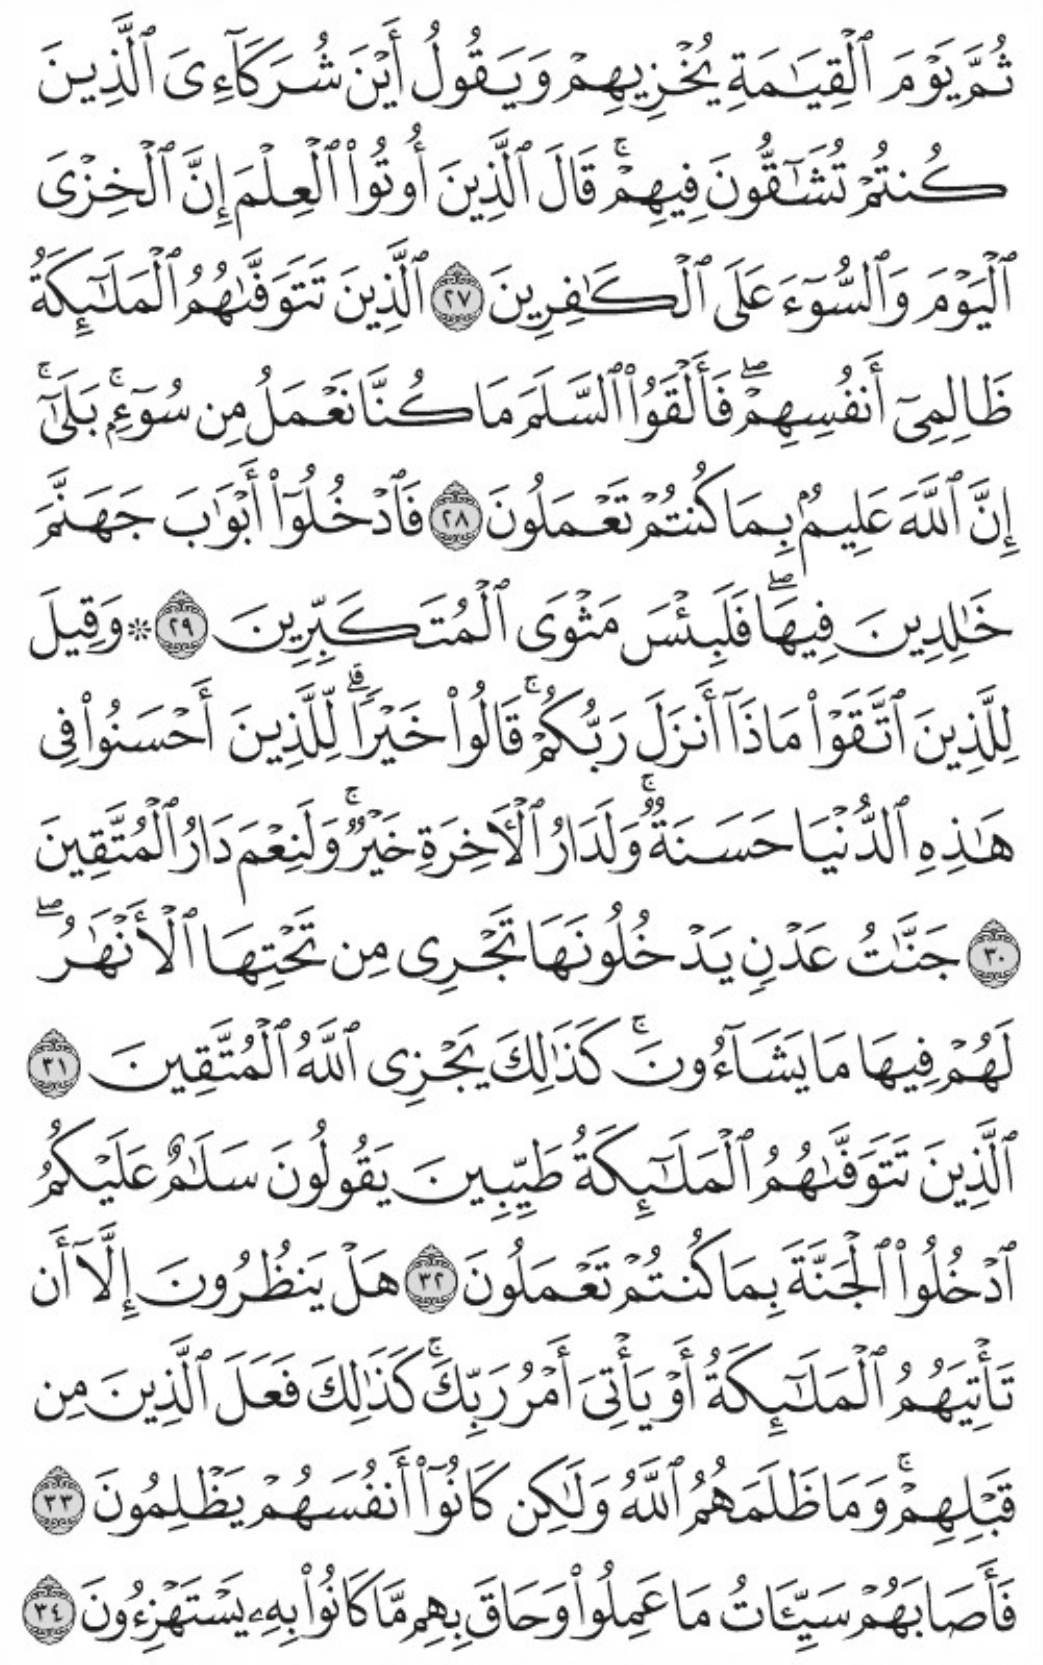 ثُمَّ يَوْمَ ٱلْقِيَـٰمَةِ يُخْزِيهِمْ وَيَقُولُ أَيْنَ شُرَكَآءِىَ ٱلَّذِينَ
كُنتُمْ تُشَـٰٓقُّونَ فِيهِمْ ۚ قَالَ ٱلَّذِينَ أُوتُوا۟ ٱلْعِلْمَ إِنَّ ٱلْخِزْىَ
ٱلْيَوْمَ وَٱلسُّوٓءَ عَلَى ٱلْكَـٰفِرِينَ ٢٧ ٱلَّذِينَ تَتَوَفَّىٰهُمُ ٱلْمَلَـٰٓئِكَةُ
ظَالِمِىٓ أَنفُسِهِمْ ۖ فَأَلْقَوُا۟ ٱلسَّلَمَ مَا كُنَّا نَعْمَلُ مِن سُوٓءٍۭ ۚ بَلَىٰٓ ۚ
إِنَّ ٱللَّهَ عَلِيمٌۢ بِمَا كُنتُمْ تَعْمَلُونَ ٢٨ فَٱدْخُلُوٓا۟ أَبْوَٰبَ جَهَنَّمَ
خَـٰلِدِينَ فِيهَا ۖ فَلَبِئْسَ مَثْوَى ٱلْمُتَكَبِّرِينَ ٢٩ * وَقِيلَ
لِلَّذِينَ ٱتَّقَوْا۟ مَاذَآ أَنزَلَ رَبُّكُمْ ۚ قَالُوا۟ خَيْرًا ۗ لِّلَّذِينَ أَحْسَنُوا۟ فِى
هَـٰذِهِ ٱلدُّنْيَا حَسَنَةٌ ۚ وَلَدَارُ ٱلْـَٔاخِرَةِ خَيْرٌ ۚ وَلَنِعْمَ دَارُ ٱلْمُتَّقِينَ
٣٠ جَنَّـٰتُ عَدْنٍ يَدْخُلُونَهَا تَجْرِى مِن تَحْتِهَا ٱلْأَنْهَـٰرُ ۖ
لَهُمْ فِيهَا مَا يَشَآءُونَ ۚ كَذَٰلِكَ يَجْزِى ٱللَّهُ ٱلْمُتَّقِينَ ٣١
ٱلَّذِينَ تَتَوَفَّىٰهُمُ ٱلْمَلَـٰٓئِكَةُ طَيِّبِينَ يَقُولُونَ سَلَـٰمٌ عَلَيْكُمُ
ٱدْخُلُوا۟ ٱلْجَنَّةَ بِمَا كُنتُمْ تَعْمَلُونَ ٣٢ هَلْ يَنظُرُونَ إِلَّآ أَن
تَأْتِيَهُمُ ٱلْمَلَـٰٓئِكَةُ أَوْ يَأْتِىَ أَمْرُ رَبِّكَ ۚ كَذَٰلِكَ فَعَلَ ٱلَّذِينَ مِن
قَبْلِهِمْ ۚ وَمَا ظَلَمَهُمُ ٱللَّهُ وَلَـٰكِن كَانُوٓا۟ أَنفُسَهُمْ يَظْلِمُونَ ٣٣
فَأَصَابَهُمْ سَيِّـَٔاتُ مَا عَمِلُوا۟ وَحَاقَ بِهِم مَّا كَانُوا۟ بِهِۦ يَسْتَهْزِءُونَ ٣٤